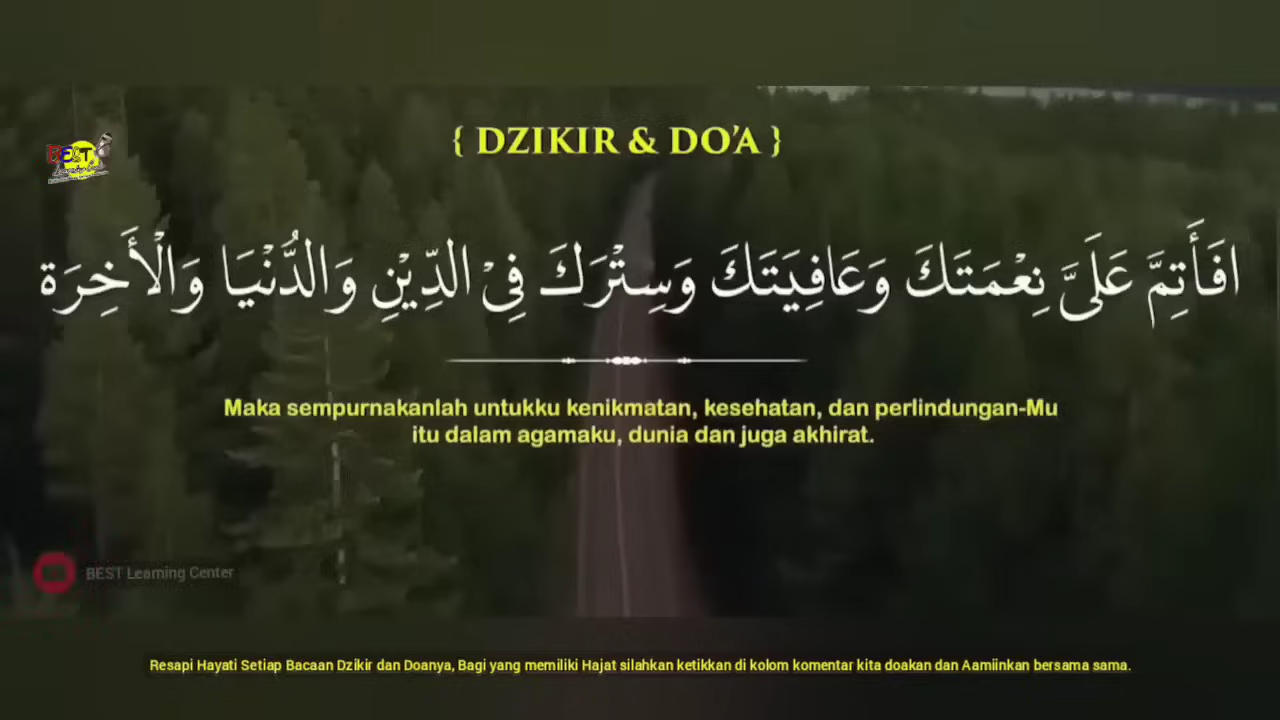 { DZIKIR & DO’A }
BEST
افَأَتِمَّ عَلَىَّ نِعْمَتَكَ وَعَافِيَتَكَ وَسِتْرَكَ فِىْ الدِّيْنِ وَالدُّنْيَا وَالْأَخِرَة
Maka sempurnakanlah untukku kenikmatan, kesehatan, dan perlindungan-Mu
itu dalam agamaku, dunia dan juga akhirat.
BEST Learning Center
Resapi Hayati Setiap Bacaan Dzikir dan Doanya, Bagi yang memiliki Hajat silahkan ketikkan di kolom komentar kita doakan dan Aamiinkan bersama sama.